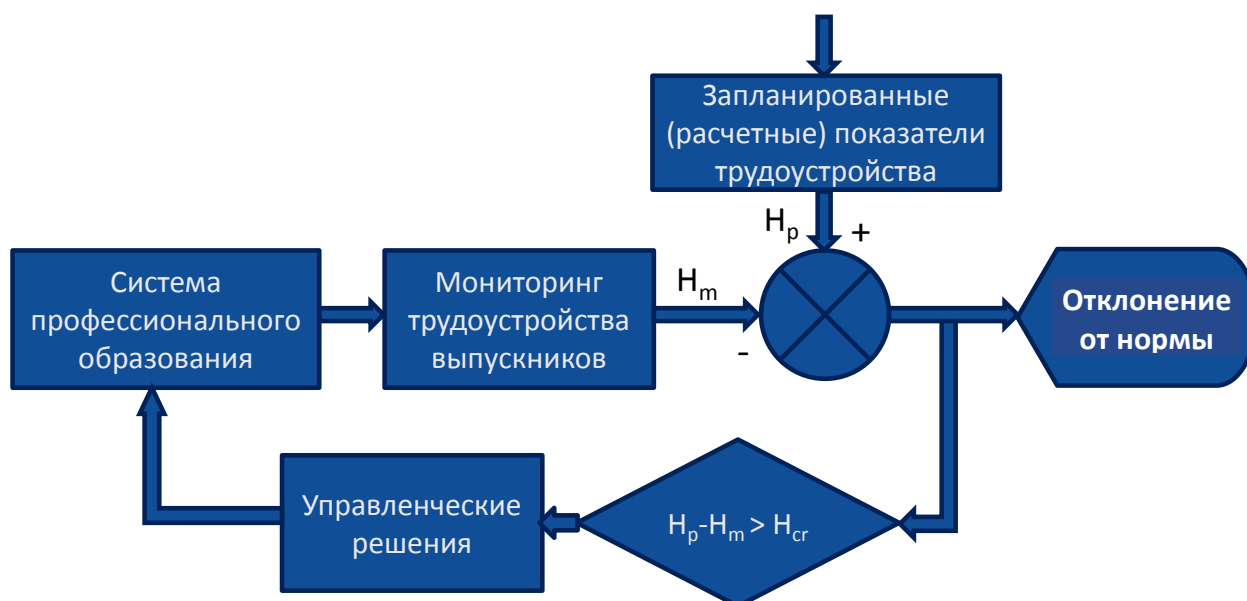 Запланированные
(расчетные) показатели
трудоустройства
Hp
+
Система
профессионального
образования
Мониторинг
трудоустройства
выпускников
Hm
-
Отклонение
от нормы
Управленческие
решения
Hp-Hm > Hcr